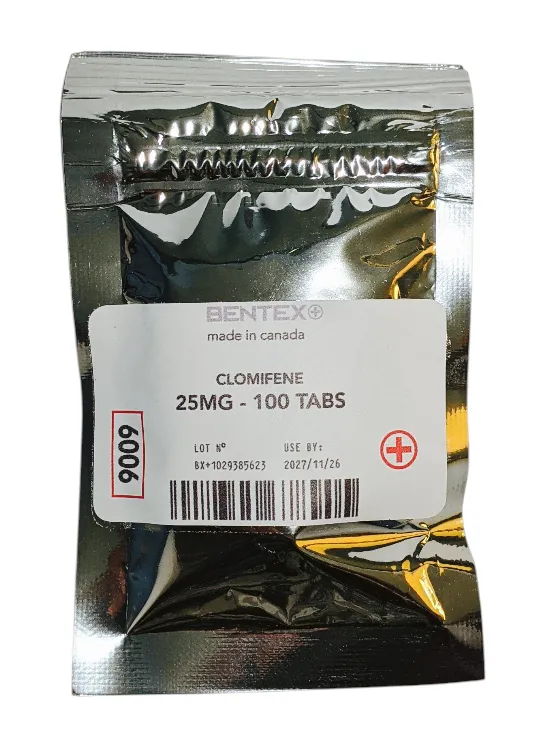 BENTEX
made in canada
CLOMIFENE
25MG - 100 TABS
9009
LOT Nº
USE BY:
BX+1029385623
2027/11/26